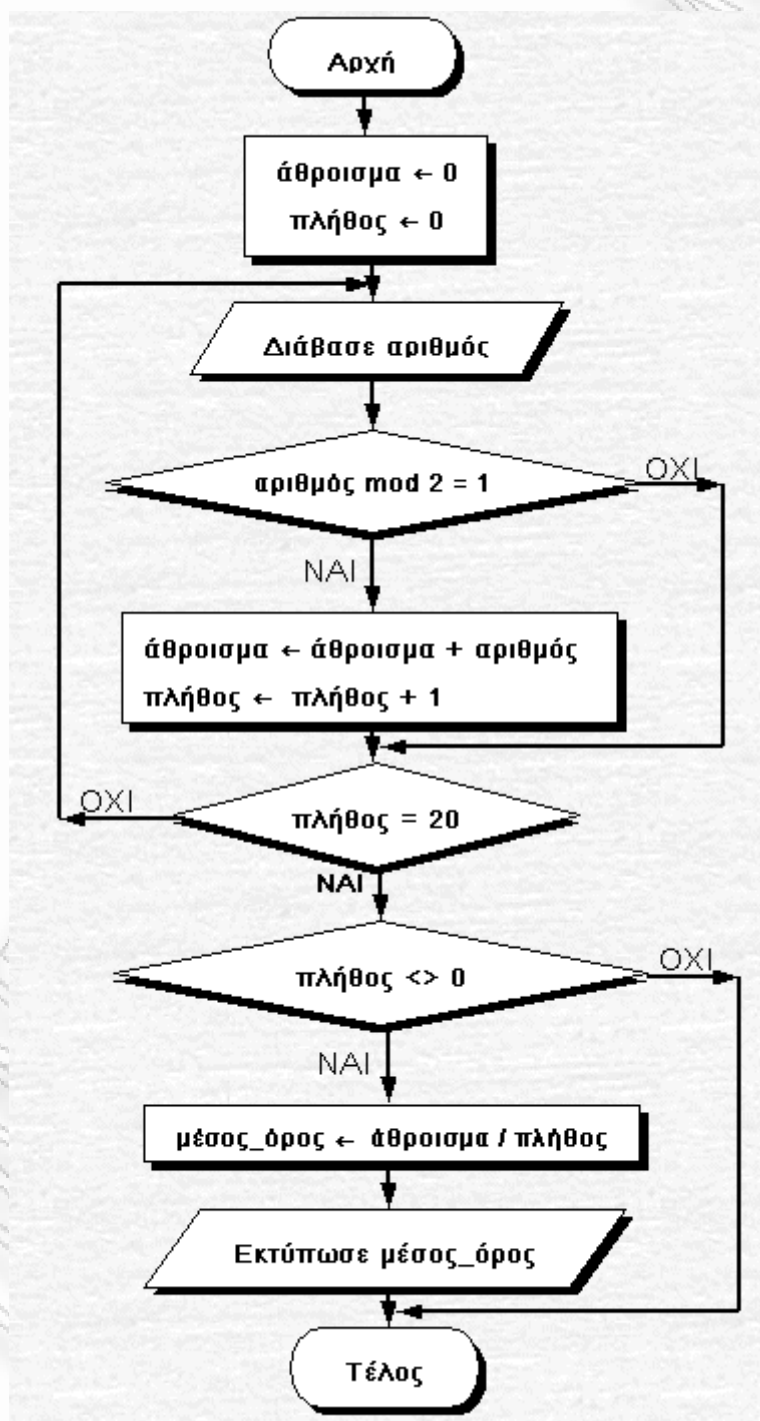 Αρχή
άθροισμα ← 0
πλήθος ← 0
Διάβασε αριθμός
αριθμός mod 2 = 1
ΟΧΙ
ΝΑΙ
άθροισμα ← άθροισμα + αριθμός
πλήθος ← πλήθος + 1
ΟΧΙ
πλήθος = 20
ΝΑΙ
πλήθος <> 0
ΟΧΙ
ΝΑΙ
μέσος_όρος ← άθροισμα / πλήθος
Εκτύπωσε μέσος_όρος
Τέλος